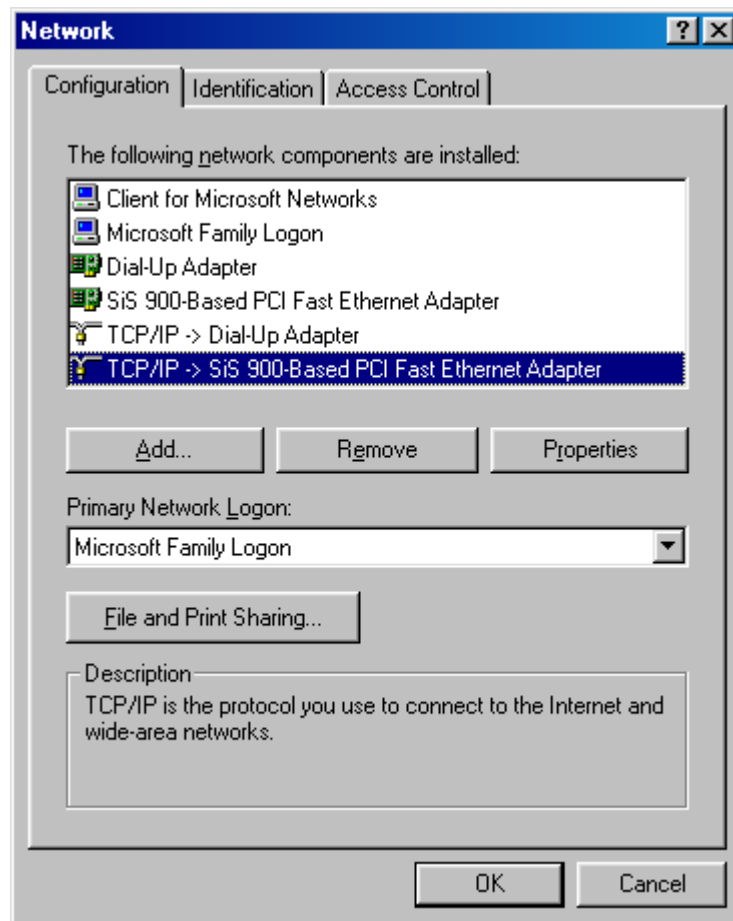 Network
Configuration Identification Access Control
The following network components are installed:
Client for Microsoft Networks
Microsoft Family Logon
Dial-Up Adapter
SiS 900-Based PCI Fast Ethernet Adapter
TCP/IP -> Dial-Up Adapter
TCP/IP -> SiS 900-Based PCI Fast Ethernet Adapter
Add... Remove Properties
Primary Network Logon:
Microsoft Family Logon
File and Print Sharing...
Description
TCP/IP is the protocol you use to connect to the Internet and
wide-area networks.
OK Cancel